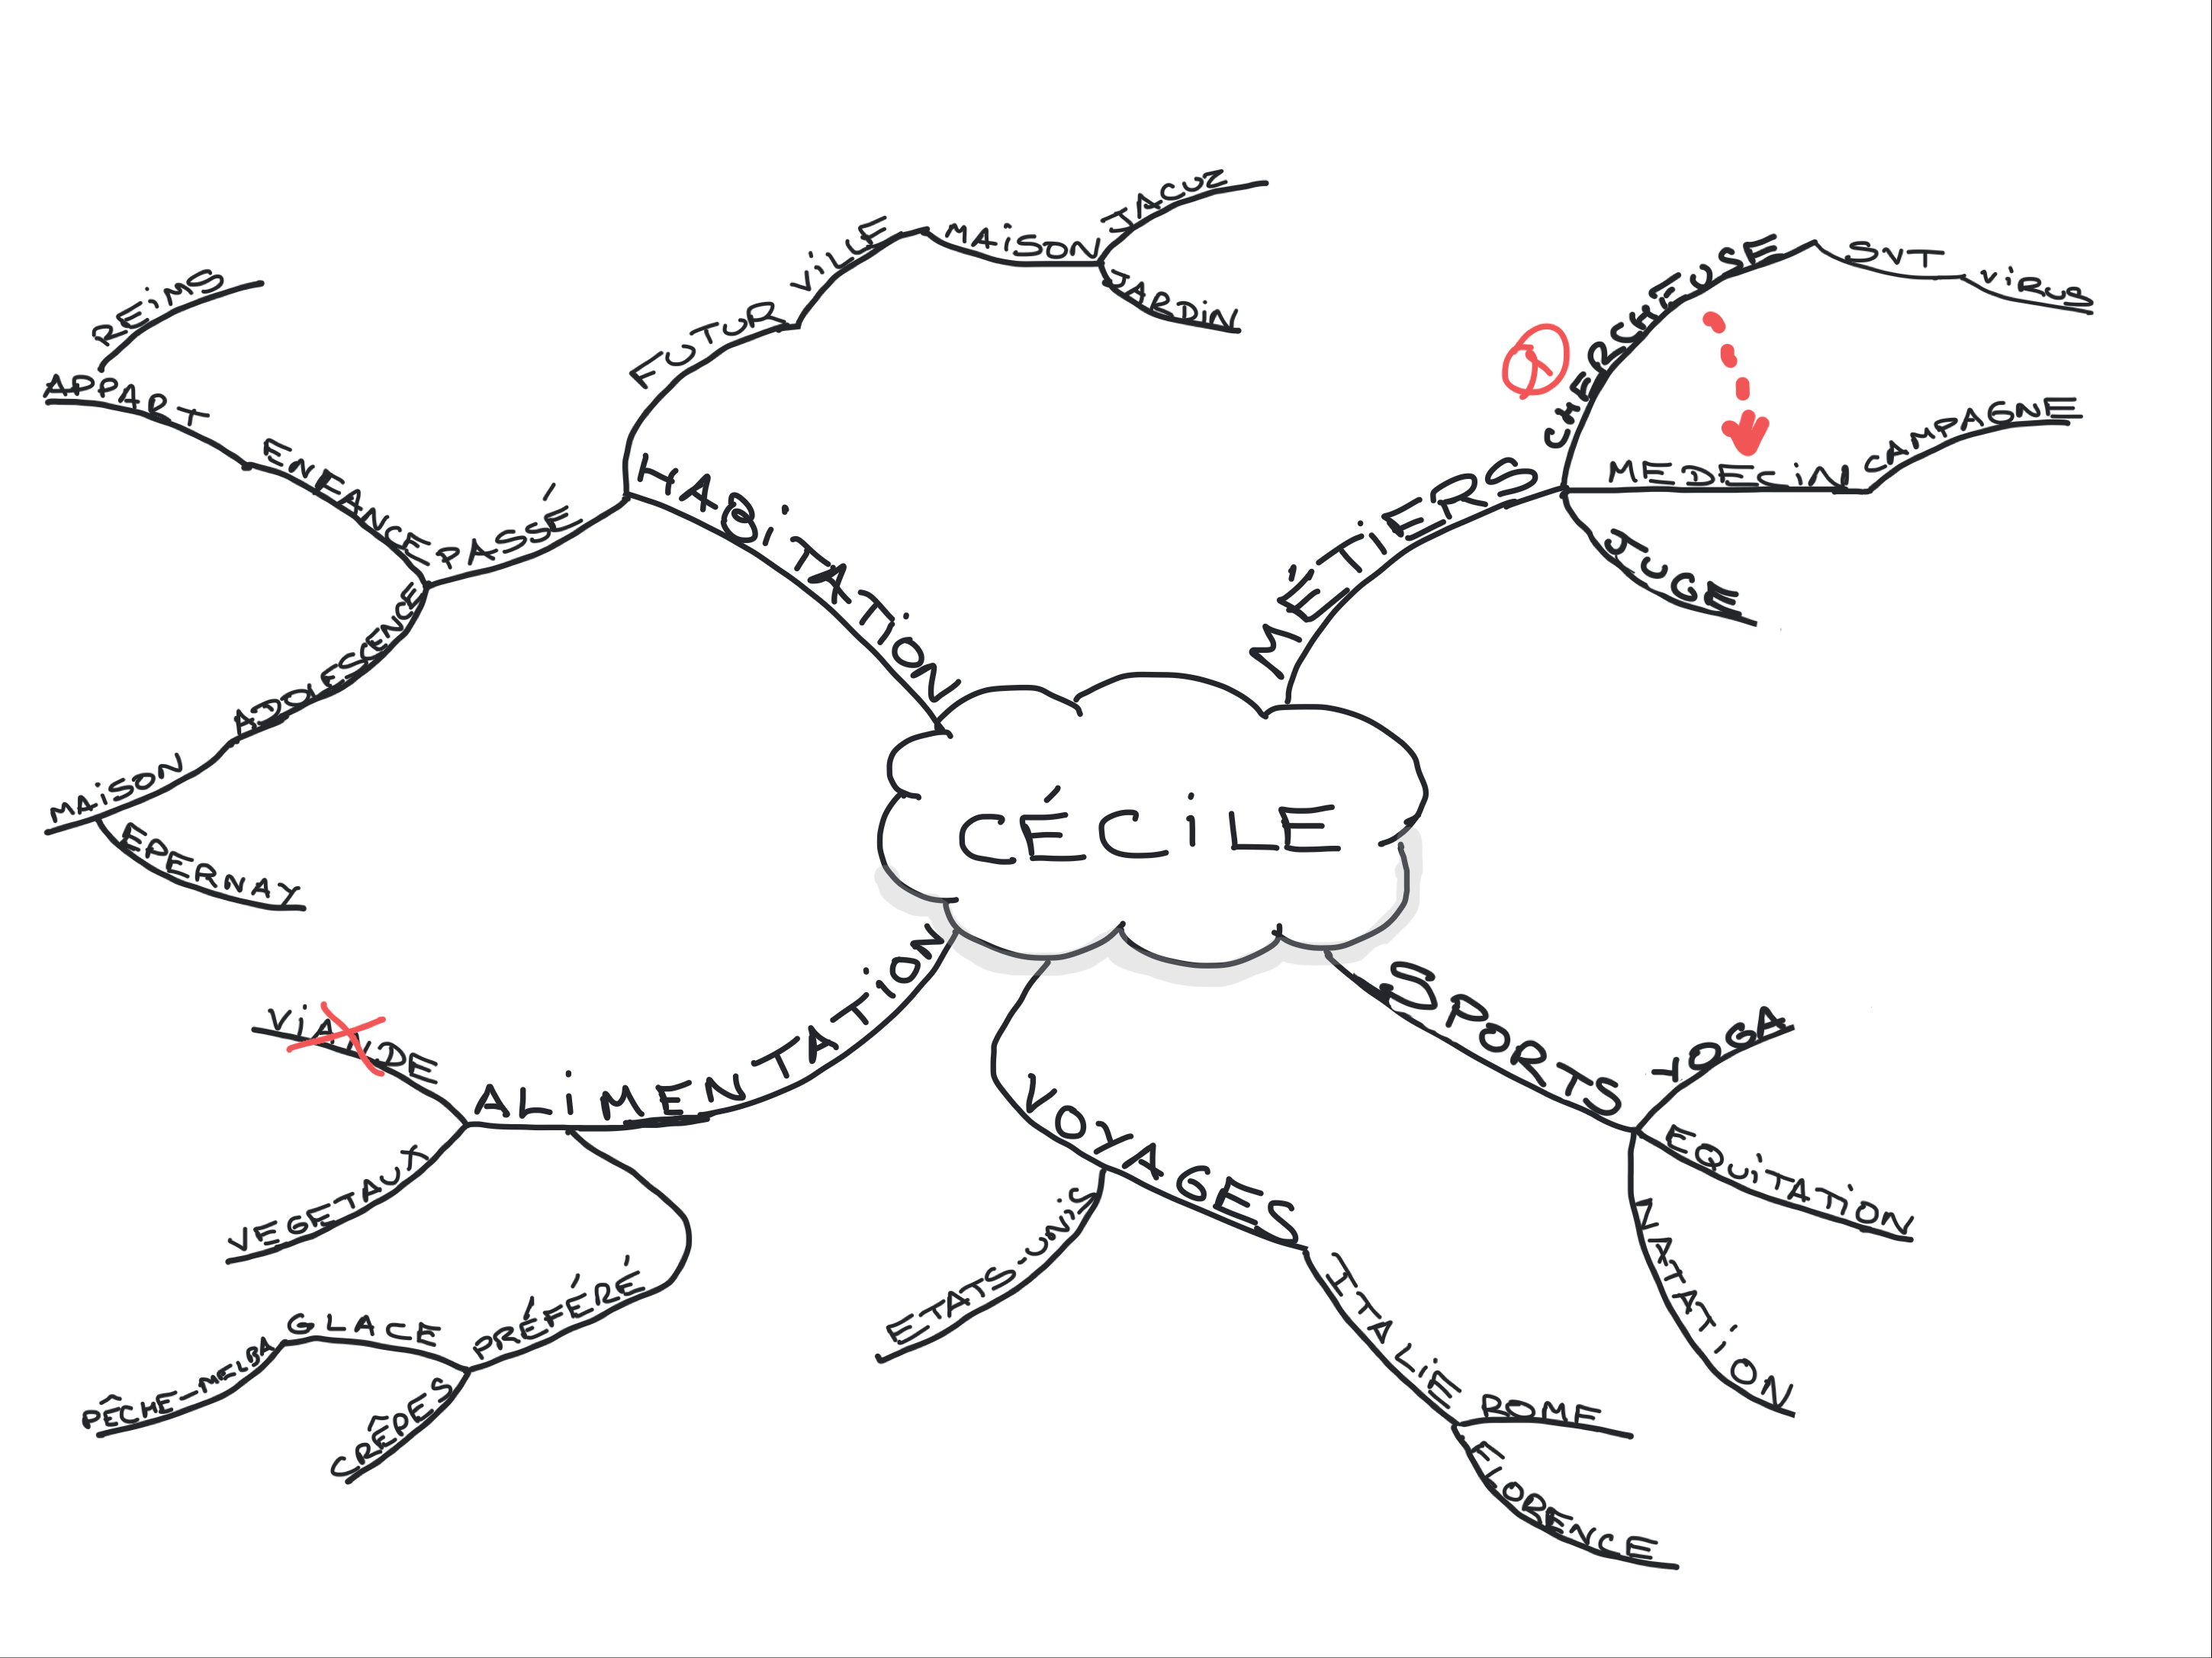 CÉCiLE
MÉTiERS
CHERCHEUSE
SVT
ViRUS
MEDECiN
CAMPAGNE
JUGE
SPORTS
YOGA
EQUiTATiON
NATATiON
VOYAGES
ETATS-UNiS
ITALiE
ROME
FLORENCE
ALiMENTATiON
ViANDE
VEGETAUX
PRÉFÉRÉ
GLACE
PÊCHE-MELBA
CRÊPES
HABiTATiON
PASSÉ
ENFANCE
APPART
REiMS
ADOLESCENCE
MAiSON
EPERNAY
FUTUR
ViLLE
MAiSON
JACUZ
JARDiN